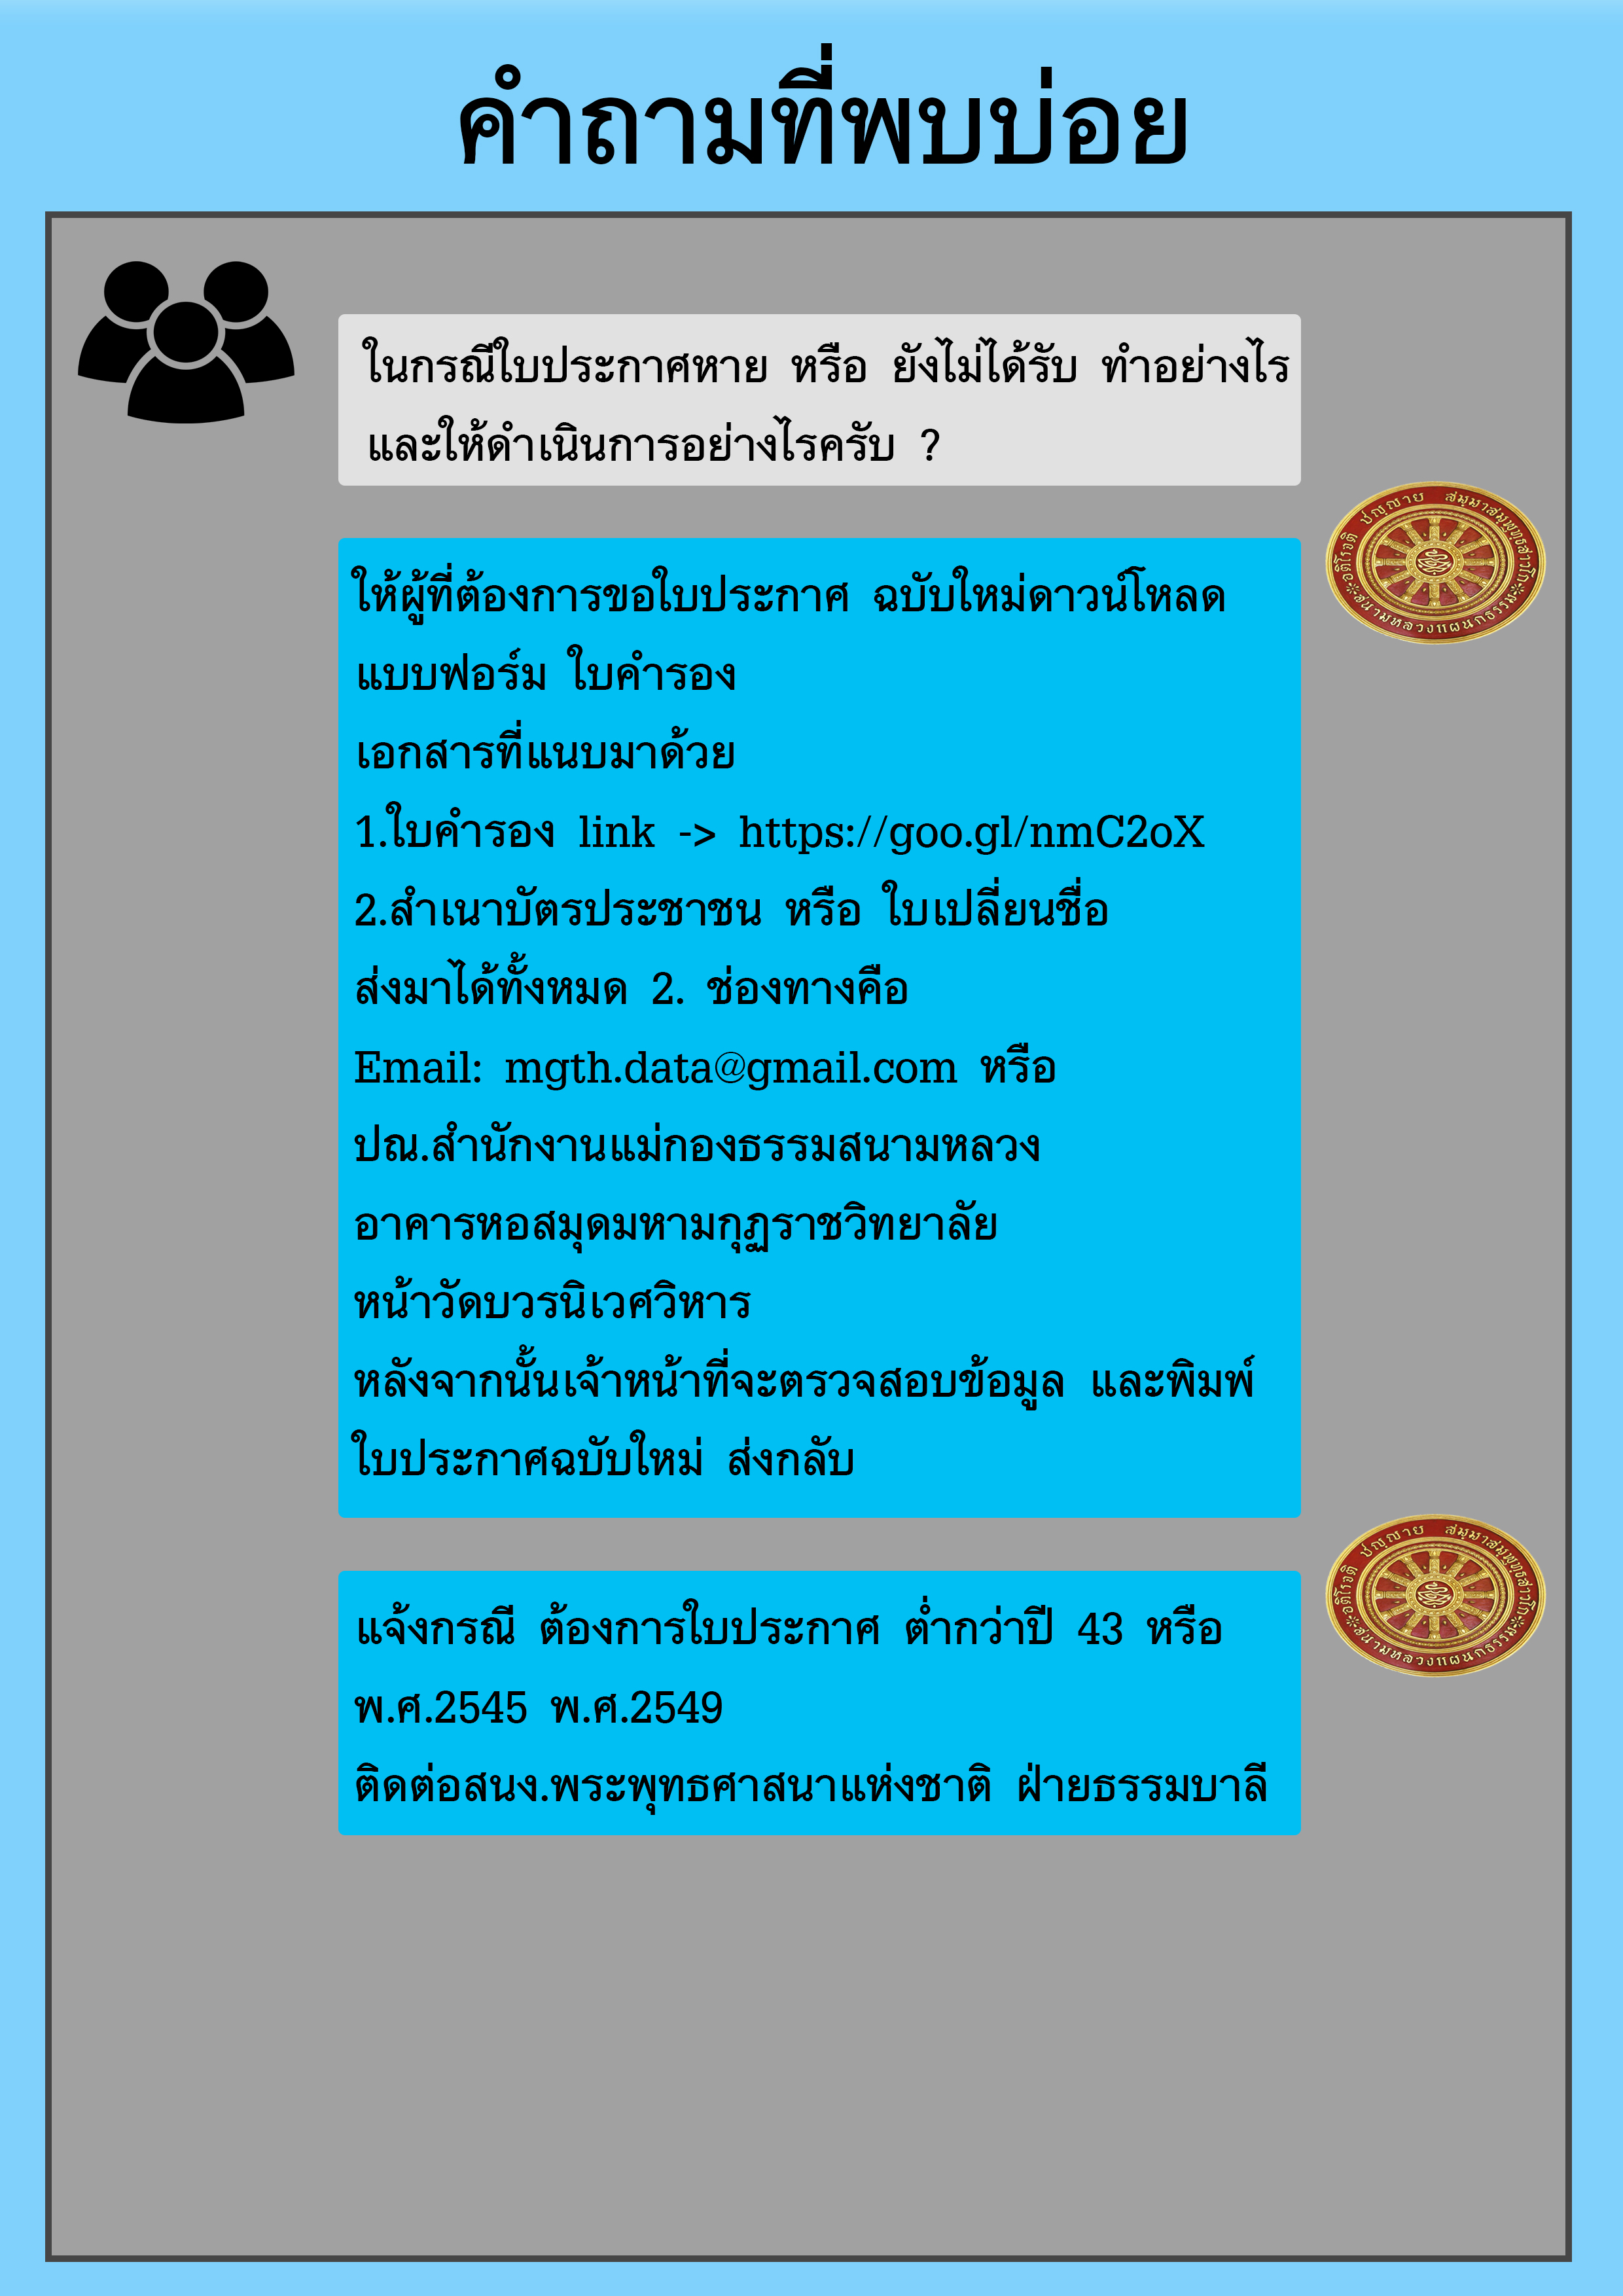 คำถามที่พบบ่อย
ในกรณีใบประกาศหาย หรือ ยังไม่ได้รับ ทำอย่างไร
และให้ดำเนินการอย่างไรครับ ?
ให้ผู้ที่ต้องการขอใบประกาศ ฉบับใหม่ดาวน์โหลด
แบบฟอร์ม ใบคำรอง
เอกสารที่แนบมาด้วย
1.ใบคำรอง link -> https://goo.gl/nmC2oX
2.สำเนาบัตรประชาชน หรือ ใบเปลี่ยนชื่อ
ส่งมาได้ทั้งหมด 2. ช่องทางคือ
Email: mgth.data@gmail.com หรือ
ปณ.สำนักงานแม่กองธรรมสนามหลวง
อาคารหอสมุดมหามกุฏราชวิทยาลัย
หน้าวัดบวรนิเวศวิหาร
หลังจากนั้นเจ้าหน้าที่จะตรวจสอบข้อมูล และพิมพ์
ใบประกาศฉบับใหม่ ส่งกลับ
แจ้งกรณี ต้องการใบประกาศ ต่ำกว่าปี 43 หรือ
พ.ศ.2545 พ.ศ.2549
ติดต่อสนง.พระพุทธศาสนาแห่งชาติ ฝ่ายธรรมบาลี